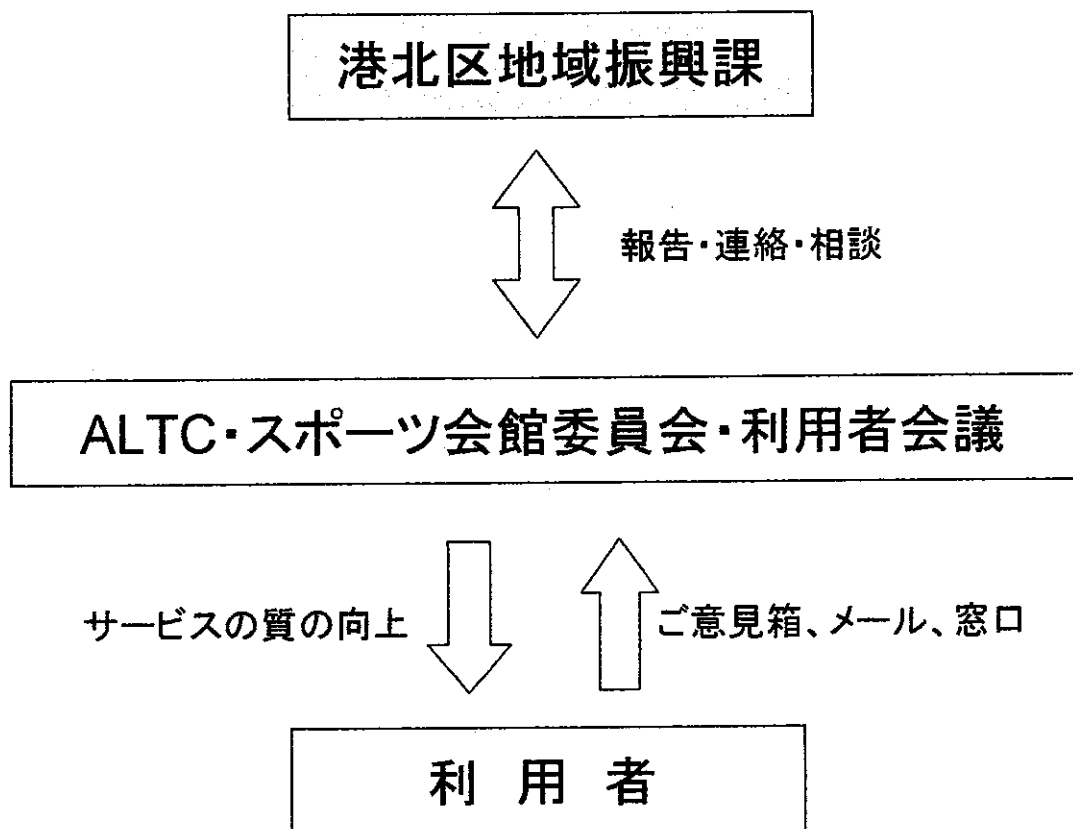 港北区地域振興課
報告・連絡・相談
ALTC・スポーツ会館委員会・利用者会議
サービスの質の向上
ご意見箱、メール、窓口
利 用 者